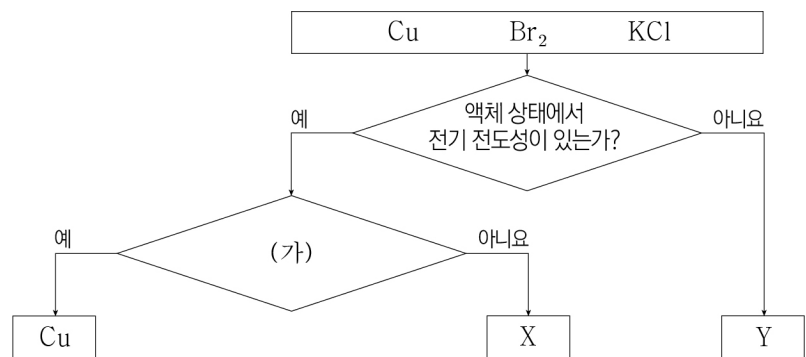 Cu Br₂ KCl
액체 상태에서
전기 전도성이 있는가?
예
아니요
(가)
예
아니요
Cu
X
Y